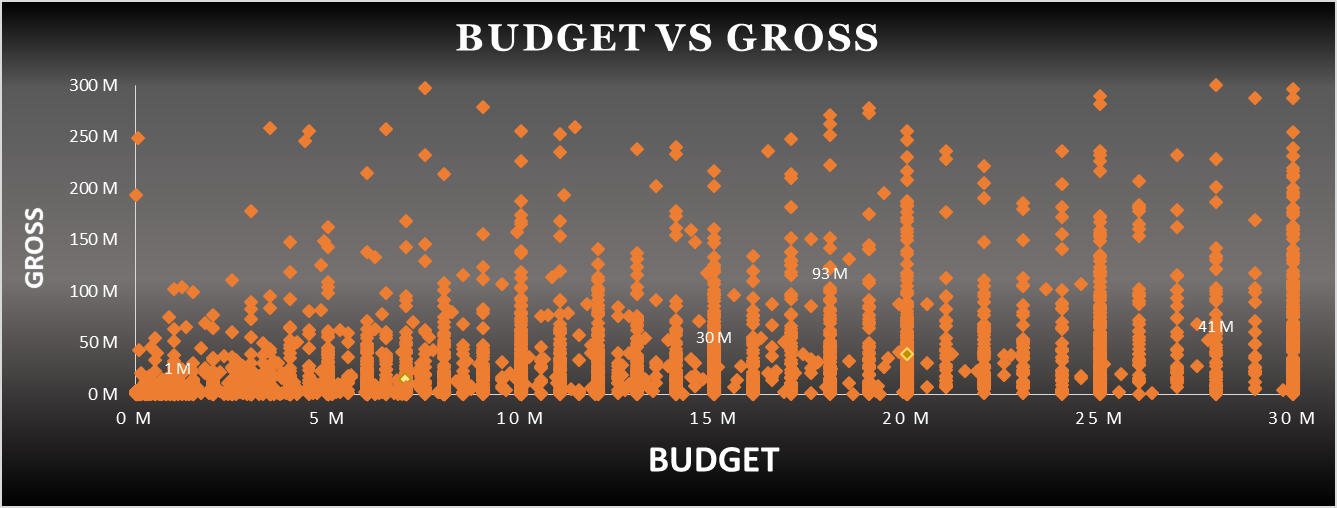 BUDGET VS GROSS
300 M
250 M
200 M
150 M
100 M
50 M
0 M
GROSS
93 M
41 M
30 M
1 M
0 M 5 M 10 M 15 M 20 M 25 M 30 M
BUDGET